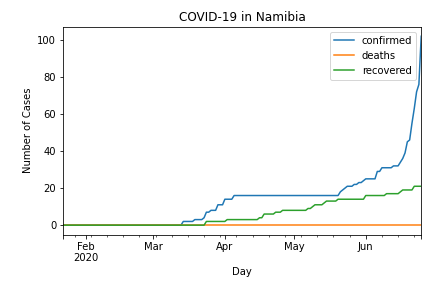 COVID-19 in Namibia
confirmed
deaths
recovered
Number of Cases
100
80
60
40
20
0
Feb
2020
Mar
Apr
May
Jun
Day